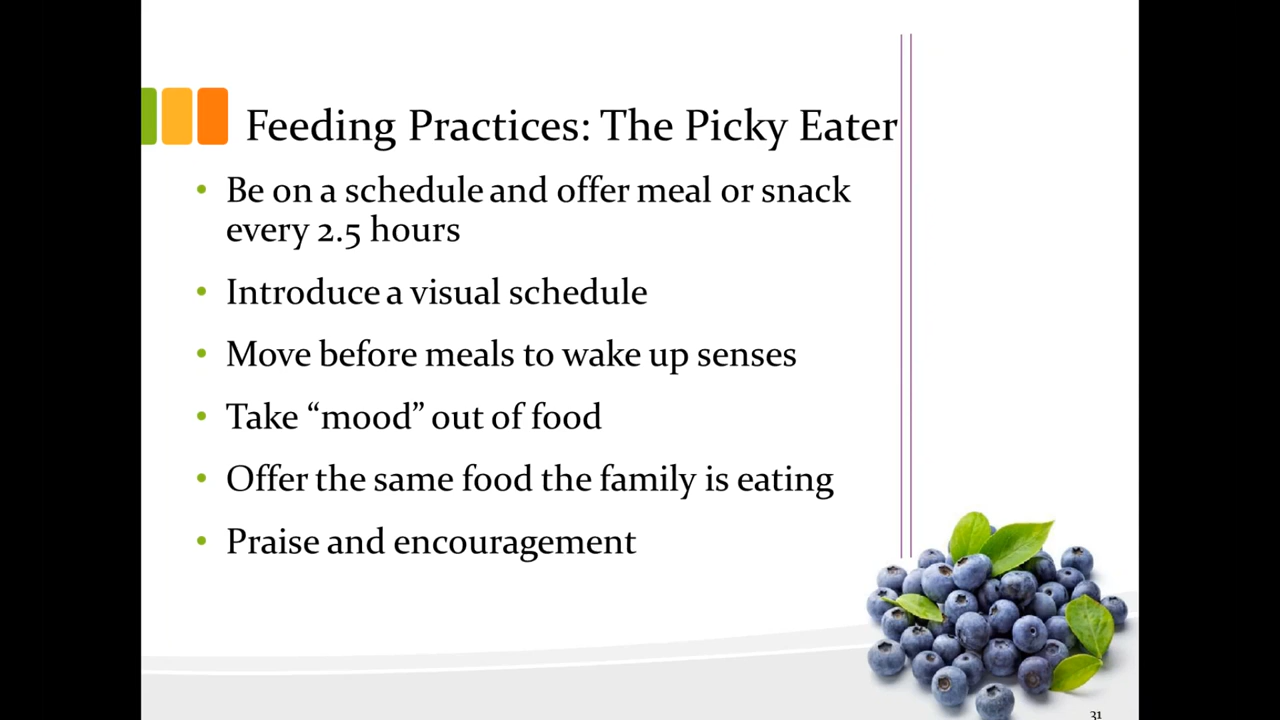 Feeding Practices: The Picky Eater
• Be on a schedule and offer meal or snack
every 2.5 hours
• Introduce a visual schedule
• Move before meals to wake up senses
• Take “mood” out of food
• Offer the same food the family is eating
• Praise and encouragement
31